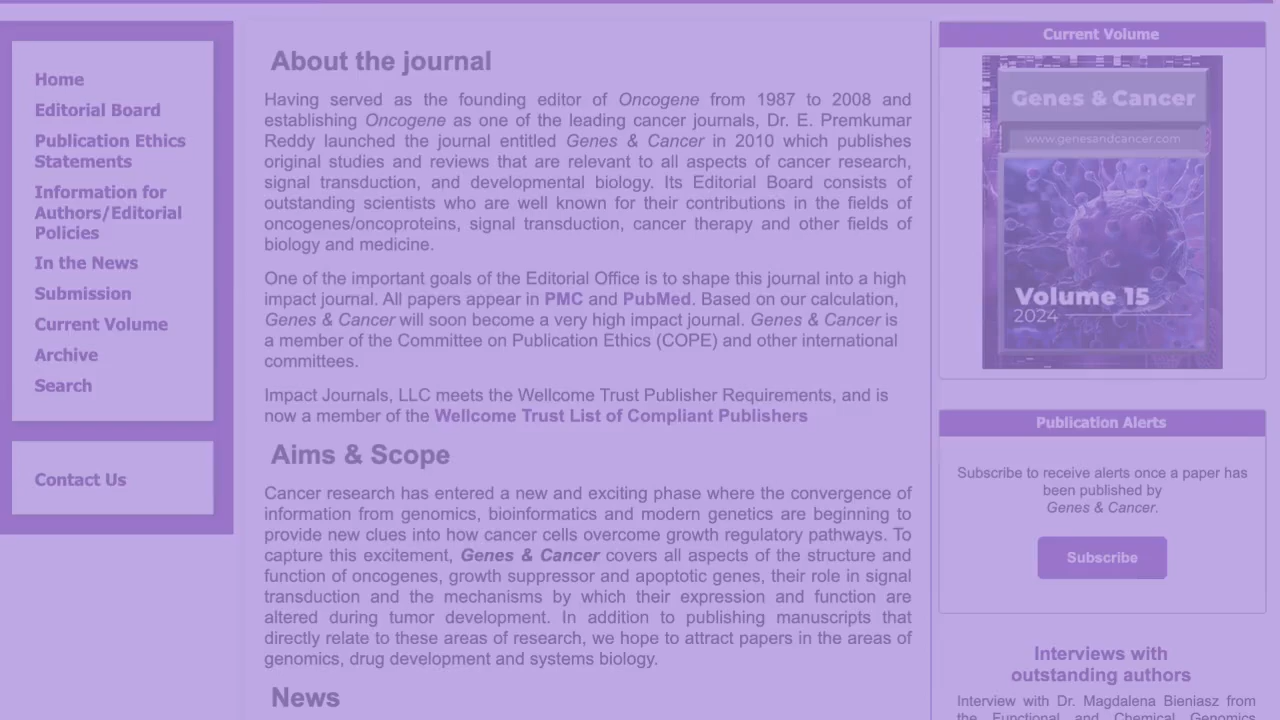 Home
Editorial Board
Publication Ethics
Statements
Information for
Authors/Editorial
Policies
In the News
Submission
Current Volume
Archive
Search
Contact Us
About the journal
Having served as the founding editor of Oncogene from 1987 to 2008 and
establishing Oncogene as one of the leading cancer journals, Dr. E. Premkumar
Reddy launched the journal entitled Genes & Cancer in 2010 which publishes
original studies and reviews that are relevant to all aspects of cancer research,
signal transduction, and developmental biology. Its Editorial Board consists of
outstanding scientists who are well known for their contributions in the fields of
oncogenes/oncoproteins, signal transduction, cancer therapy and other fields of
biology and medicine.
One of the important goals of the Editorial Office is to shape this journal into a high
impact journal. All papers appear in PMC and PubMed. Based on our calculation,
Genes & Cancer will soon become a very high impact journal. Genes & Cancer is
a member of the Committee on Publication Ethics (COPE) and other international
committees.
Impact Journals, LLC meets the Wellcome Trust Publisher Requirements, and is
now a member of the Wellcome Trust List of Compliant Publishers
Aims & Scope
Cancer research has entered a new and exciting phase where the convergence of
information from genomics, bioinformatics and modern genetics are beginning to
provide new clues into how cancer cells overcome growth regulatory pathways. To
capture this excitement, Genes & Cancer covers all aspects of the structure and
function of oncogenes, growth suppressor and apoptotic genes, their role in signal
transduction and the mechanisms by which their expression and function are
altered during tumor development. In addition to publishing manuscripts that
directly relate to these areas of research, we hope to attract papers in the areas of
genomics, drug development and systems biology.
News
Current Volume
Genes & Cancer
www.genesandcancer.com
Volume 15
2024
Publication Alerts
Subscribe to receive alerts once a paper has
been published by
Genes & Cancer.
Subscribe
Interviews with
outstanding authors
Interview with Dr. Magdalena Bieniasz from
the Functional and Chemical Genomics